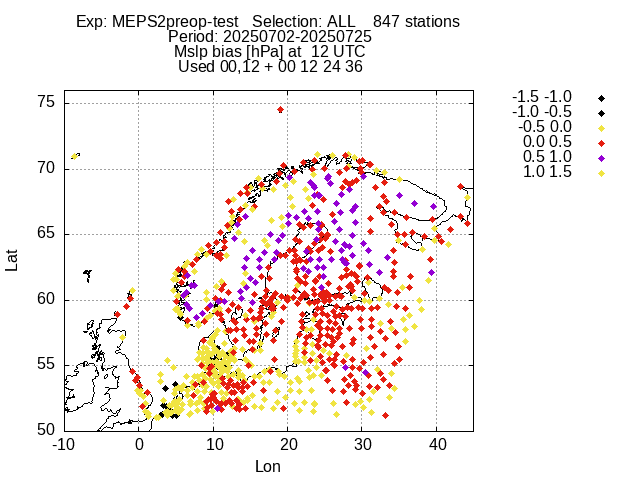 Exp: MEPS2preop-test   Selection: ALL    847 stations
Period: 20250702-20250725
Mslp bias [hPa] at  12 UTC
Used 00,12 + 00 12 24 36
-1.5 -1.0
-1.0 -0.5
-0.5 0.0
0.0 0.5
0.5 1.0
1.0 1.5
75
70
65
60
55
50
Lat
-10 0 10 20 30 40
Lon